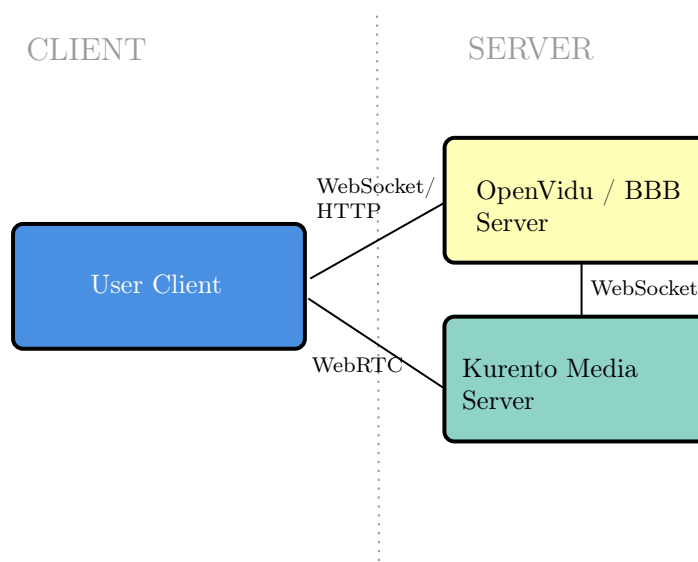 CLIENT
SERVER
WebSocket/
HTTP
OpenVidu / BBB
Server
User Client
WebSocket
WebRTC
Kurento Media
Server